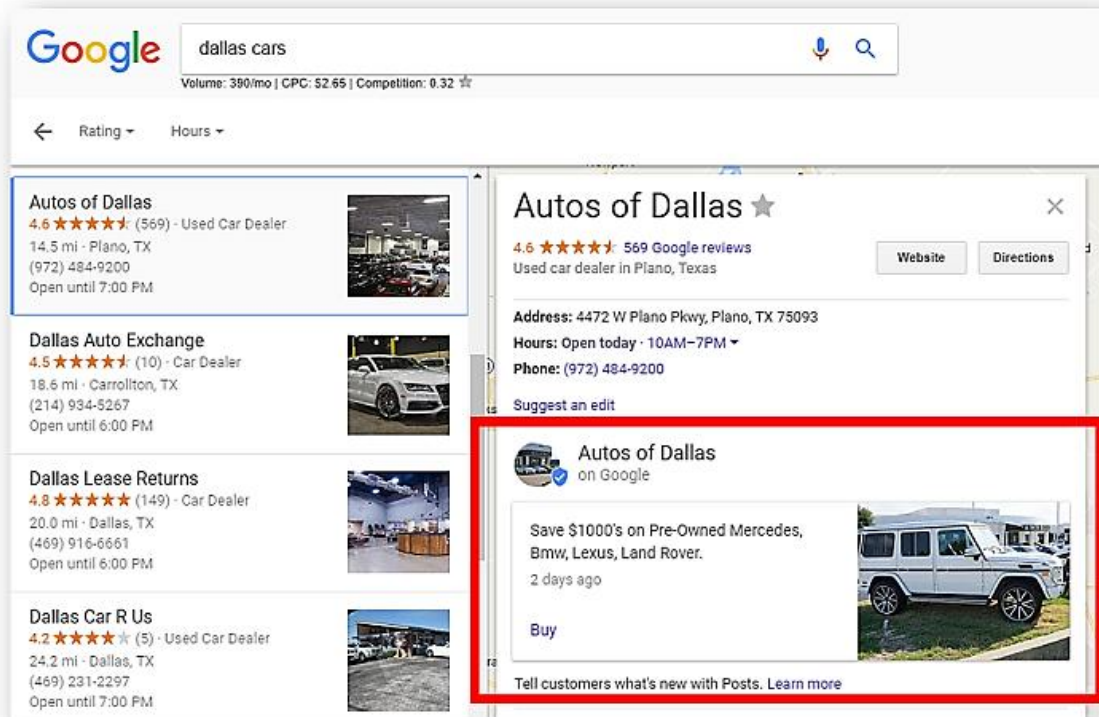 Google
dallas cars
Volume: 390/mo | CPC: $2.65 | Competition: 0.32
Rating
Hours
Autos of Dallas
4.6 (569) · Used Car Dealer
14.5 mi · Plano, TX
(972) 484-9200
Open until 7:00 PM
Dallas Auto Exchange
4.5 (10) · Car Dealer
18.6 mi · Carrollton, TX
(214) 934-5267
Open until 6:00 PM
Dallas Lease Returns
4.8 (149) · Car Dealer
20.0 mi · Dallas, TX
(469) 916-6661
Open until 6:00 PM
Dallas Car R Us
4.2 (5) · Used Car Dealer
24.2 mi · Dallas, TX
(469) 231-2297
Open until 7:00 PM
Autos of Dallas
4.6 569 Google reviews
Used car dealer in Plano, Texas
Website
Directions
Address: 4472 W Plano Pkwy, Plano, TX 75093
Hours: Open today · 10AM–7PM
Phone: (972) 484-9200
Suggest an edit
Autos of Dallas
on Google
Save $1000's on Pre-Owned Mercedes,
Bmw, Lexus, Land Rover.
2 days ago
Buy
Tell customers what's new with Posts. Learn more